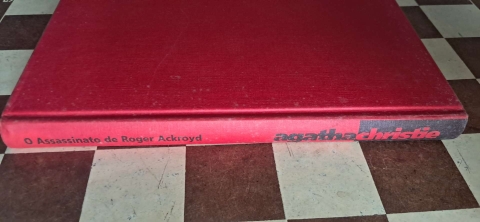 O Assassinato de Roger Ackroyd
agathachristie